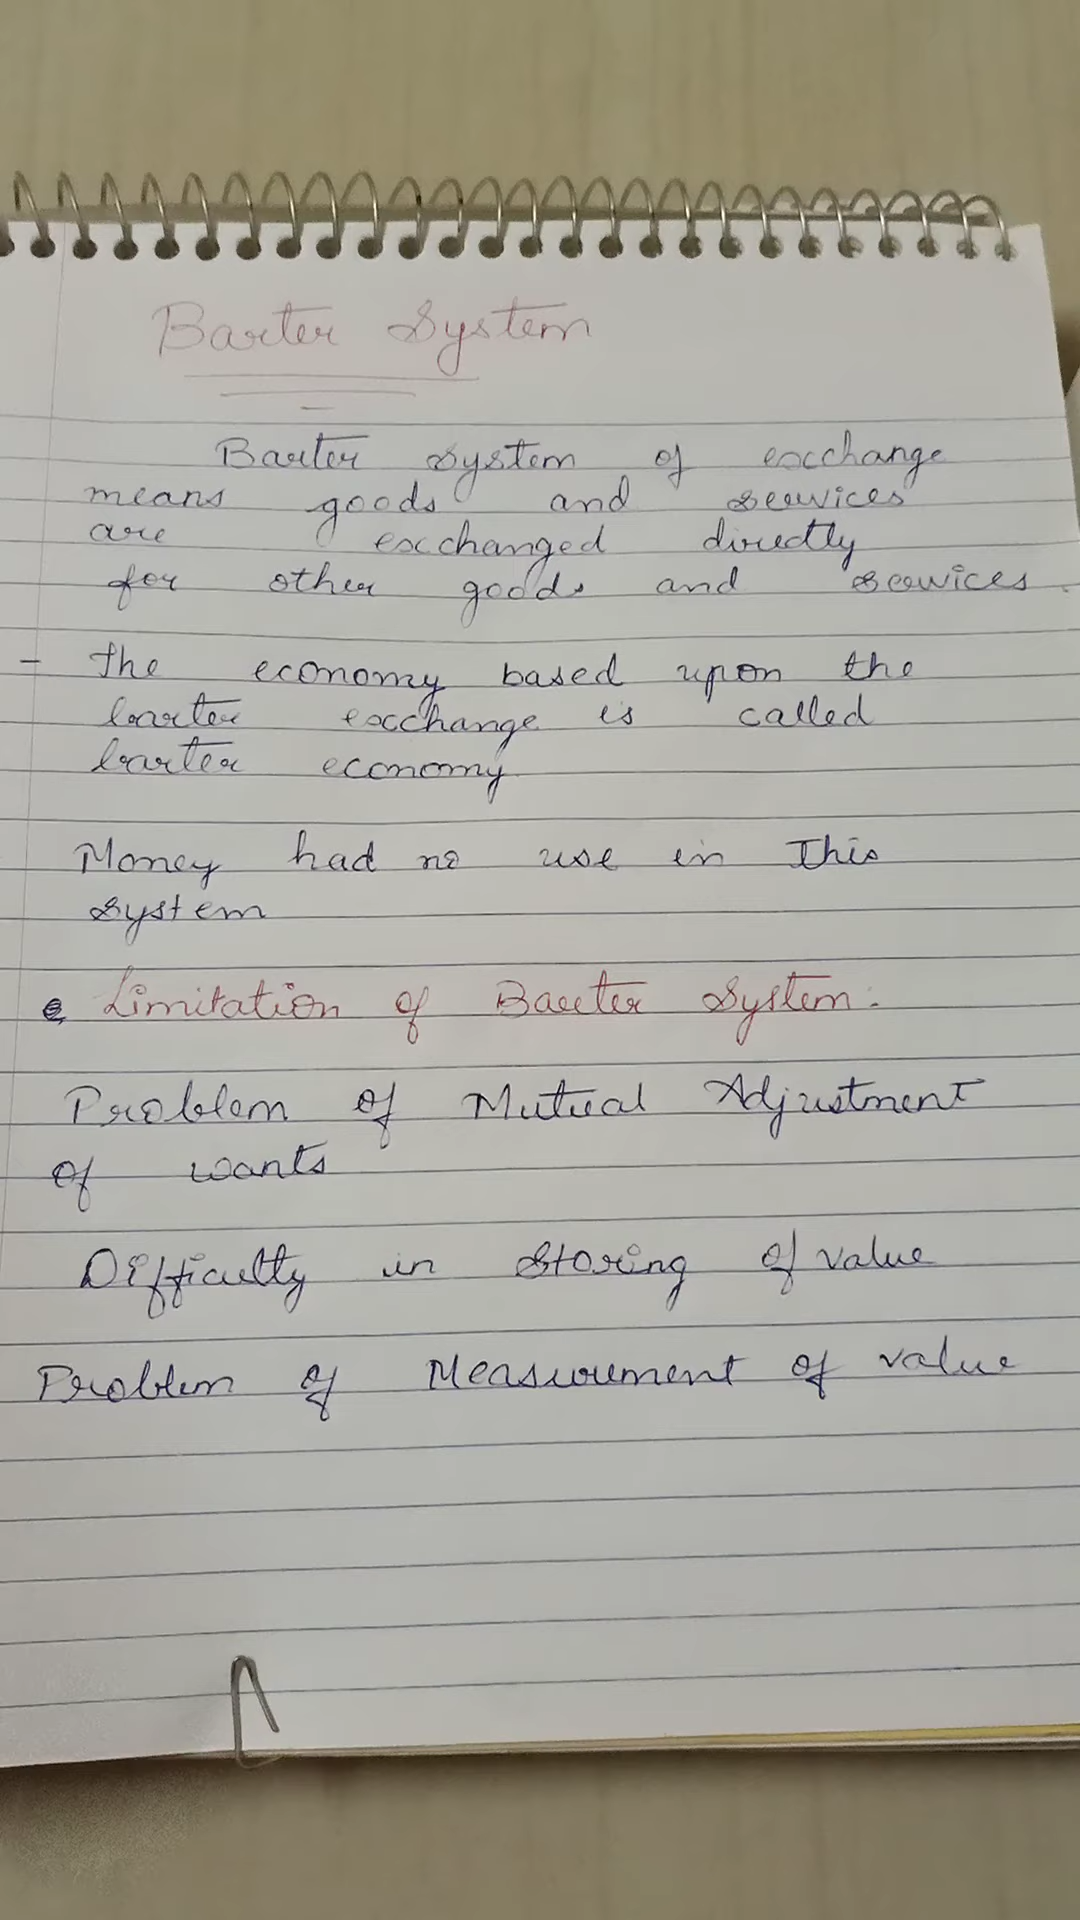 Barter System
Barter System of exchange
means goods and services
are exchanged directly
for other goods and services.
- The economy based upon the
barter exchange is called
barter economy
Money had no use in This
System
Limitation of Barter System.
Problem of Mutual Adjustment
of wants
Difficulty in Storing of value
Problem of Measurement of value